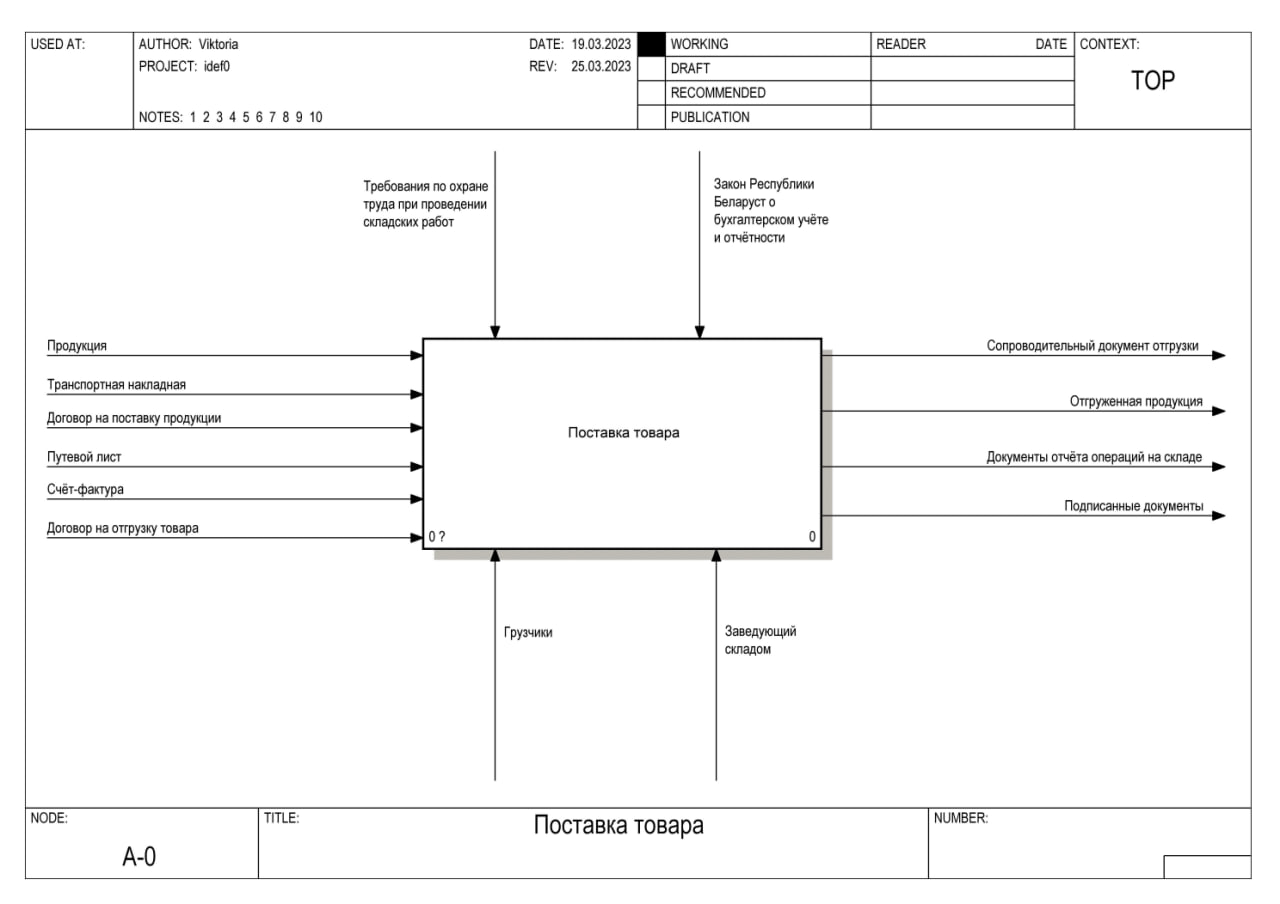 USED AT:
AUTHOR: Viktoria
DATE: 19.03.2023
WORKING
READER
DATE
CONTEXT:
PROJECT: idef0
REV: 25.03.2023
DRAFT
TOP
RECOMMENDED
NOTES: 1 2 3 4 5 6 7 8 9 10
PUBLICATION
Требования по охране
труда при проведении
складских работ
Закон Республики
Беларуст о
бухгалтерском учёте
и отчётности
Продукция
Транспортная накладная
Договор на поставку продукции
Путевой лист
Счёт-фактура
Договор на отгрузку товара
Поставка товара
0 ?
0
Сопроводительный документ отгрузки
Отгруженная продукция
Документы отчёта операций на складе
Подписанные документы
Грузчики
Заведующий
складом
NODE:
A-0
TITLE:
Поставка товара
NUMBER: